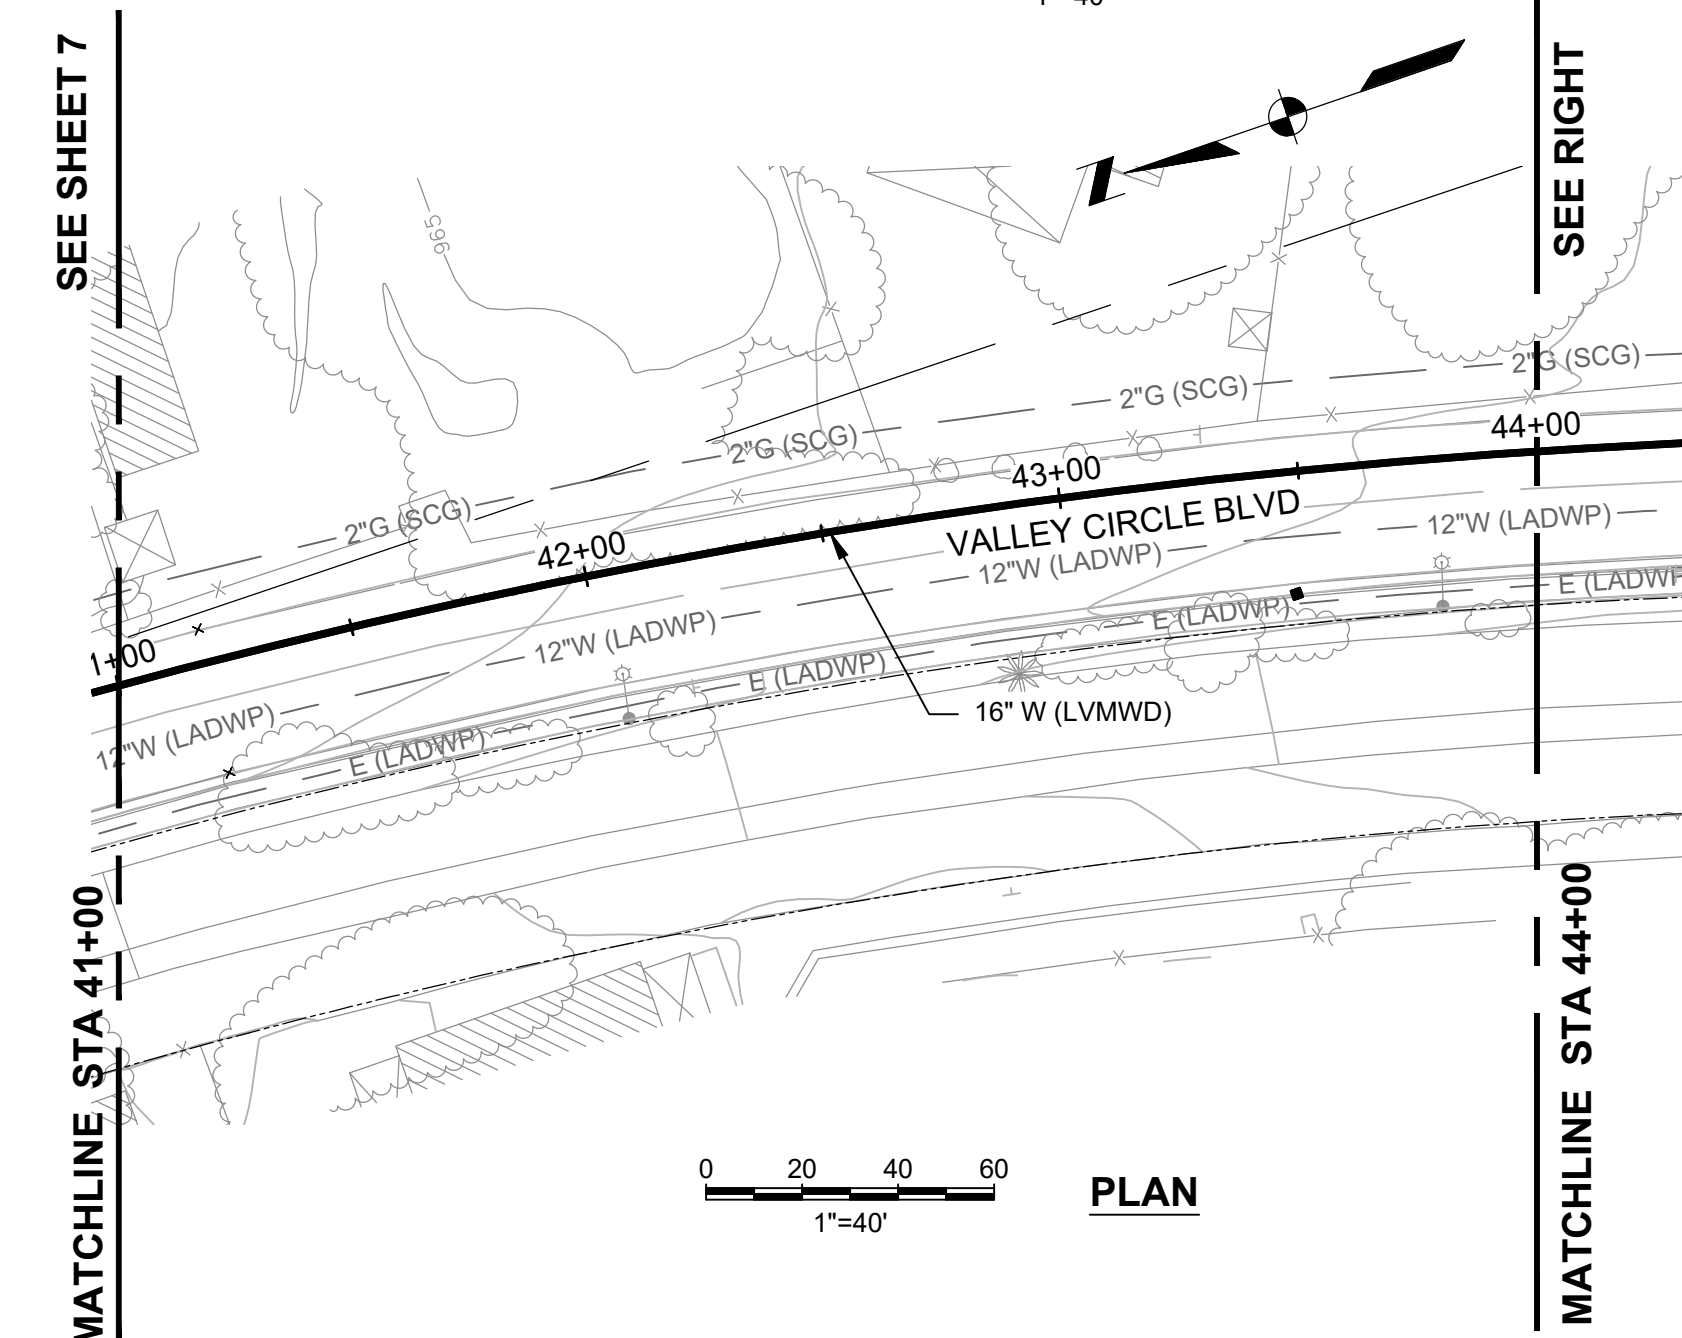 SEE SHEET 7
SEE RIGHT
965
2"G (SCG)
2"G (SCG)
2"G (SCG)
2"G (SCG)
44+00
43+00
42+00
1+00
VALLEY CIRCLE BLVD
12"W (LADWP)
12"W (LADWP)
12"W (LADWP)
12"W (LADWP)
E (LADWP
E (LADWP)
E (LADWP)
E (LADWP)
16" W (LVMWD)
MATCHLINE STA 41+00
MATCHLINE STA 44+00
0 20 40 60
1"=40'
PLAN